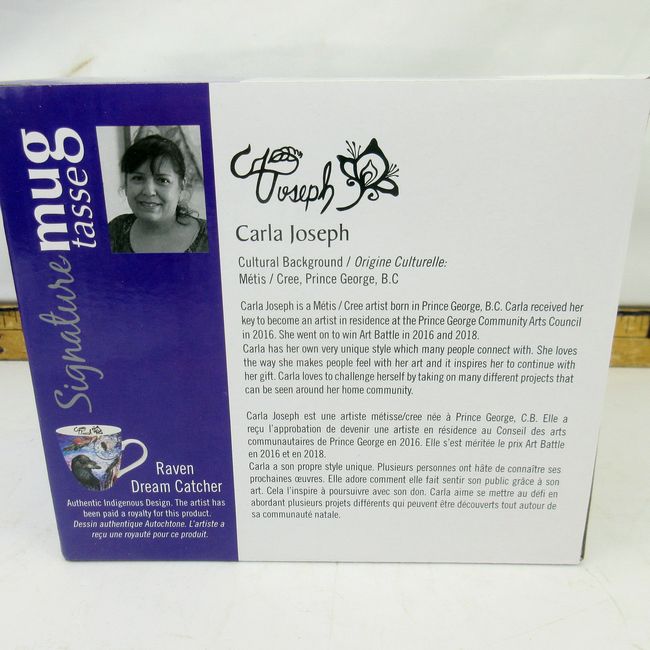 Signature
mug
tasse
Raven
Dream Catcher
Authentic Indigenous Design. The artist has
been paid a royalty for this product.
Dessin authentique Autochtone. L'artiste a
reçu une royauté pour ce produit.
Joseph
Carla Joseph
Cultural Background / Origine Culturelle:
Métis / Cree, Prince George, B.C
Carla Joseph is a Métis / Cree artist born in Prince George, B.C. Carla received her
key to become an artist in residence at the Prince George Community Arts Council
in 2016. She went on to win Art Battle in 2016 and 2018.
Carla has her own very unique style which many people connect with. She loves
the way she makes people feel with her art and it inspires her to continue with
her gift. Carla loves to challenge herself by taking on many different projects that
can be seen around her home community.
Carla Joseph est une artiste métisse/cree née à Prince George, C.B. Elle a
reçu l'approbation de devenir une artiste en résidence au Conseil des arts
communautaires de Prince George en 2016. Elle s'est méritée le prix Art Battle
en 2016 et en 2018.
Carla a son propre style unique. Plusieurs personnes ont hâte de connaître ses
prochaines œuvres. Elle adore comment elle fait sentir son public grâce à son
art. Cela l'inspire à poursuivre avec son don. Carla aime se mettre au défi en
abordant plusieurs projets différents qui peuvent être découverts tout autour de
sa communauté natale.